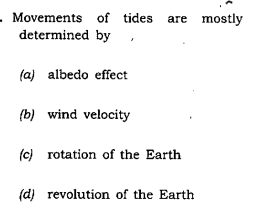 . Movements of tides are mostly
determined by ,
(a) albedo effect
(b) wind velocity
(c) rotation of the Earth
(d) revolution of the Earth